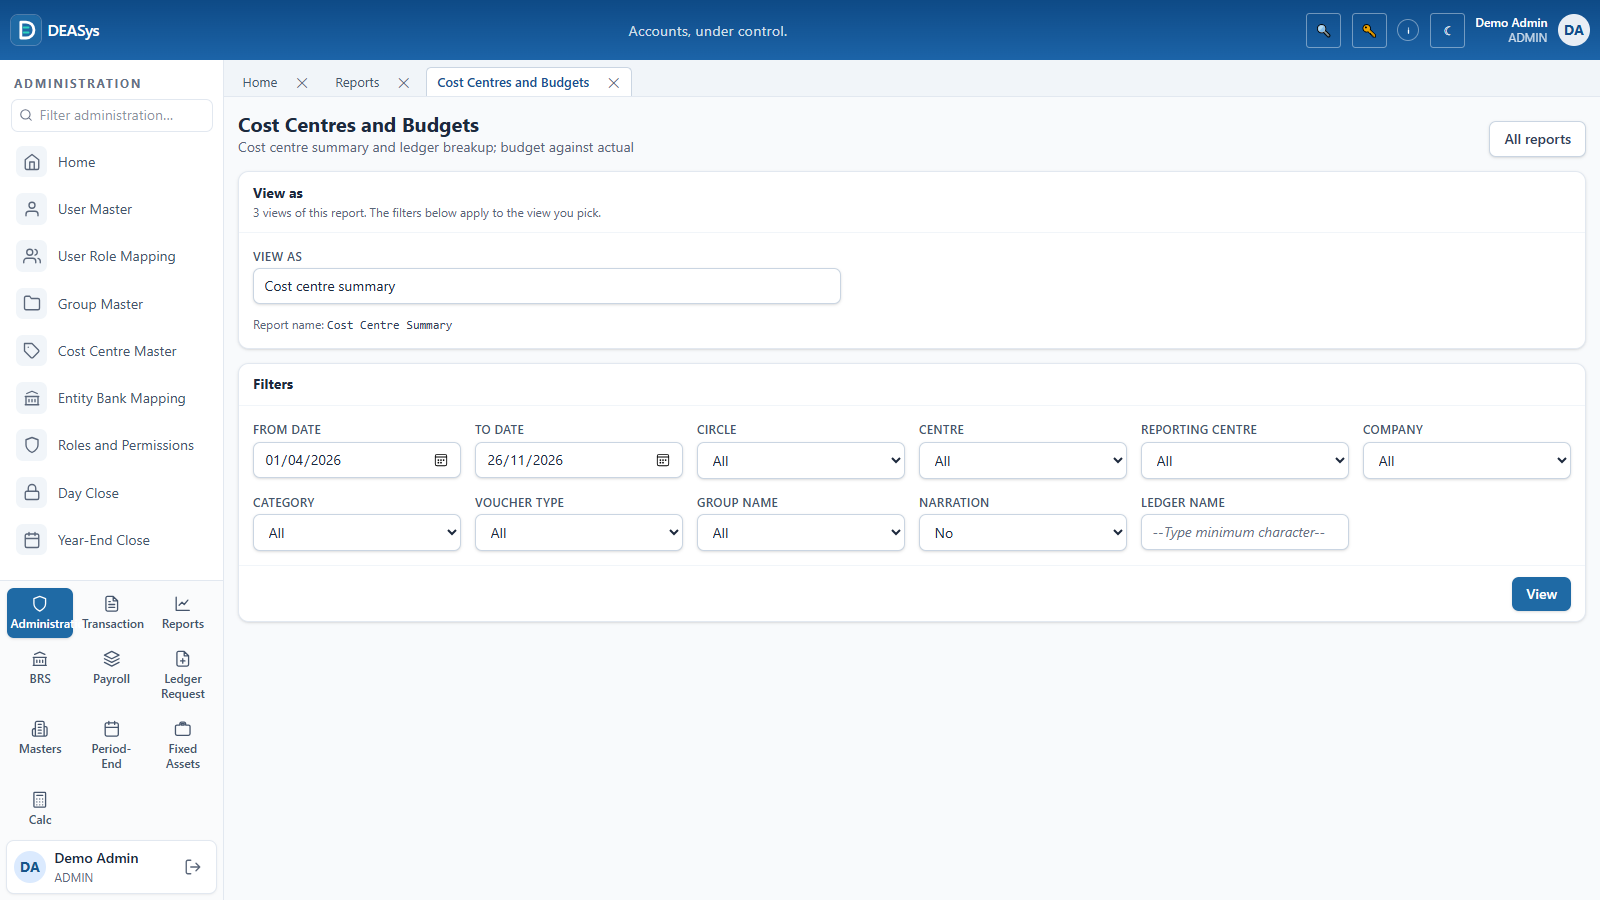 DEASys
Accounts, under control.
Demo Admin
ADMIN
DA
ADMINISTRATION
Filter administration...
Home
User Master
User Role Mapping
Group Master
Cost Centre Master
Entity Bank Mapping
Roles and Permissions
Day Close
Year-End Close
Administrat
Transaction
Reports
BRS
Payroll
Ledger
Request
Masters
Period-
End
Fixed
Assets
Calc
DA
Demo Admin
ADMIN
Home
Reports
Cost Centres and Budgets
Cost Centres and Budgets
Cost centre summary and ledger breakup; budget against actual
All reports
View as
3 views of this report. The filters below apply to the view you pick.
VIEW AS
Cost centre summary
Report name: Cost Centre Summary
Filters
FROM DATE
01/04/2026
TO DATE
26/11/2026
CIRCLE
All
CENTRE
All
REPORTING CENTRE
All
COMPANY
All
CATEGORY
All
VOUCHER TYPE
All
GROUP NAME
All
NARRATION
No
LEDGER NAME
--Type minimum character--
View